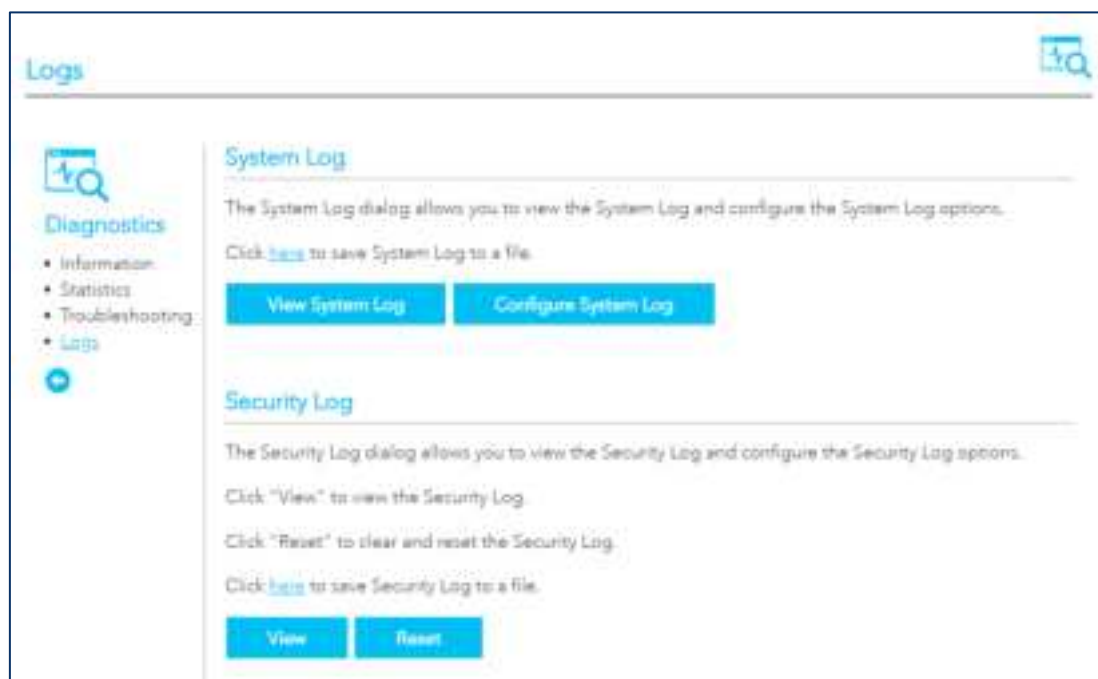 Logs
Diagnostics
• Information
• Statistics
• Troubleshooting
• Logs
System Log
The System Log dialog allows you to view the System Log and configure the System Log options.
Click here to save System Log to a file.
View System Log
Configure System Log
Security Log
The Security Log dialog allows you to view the Security Log and configure the Security Log options.
Click "View" to view the Security Log.
Click "Reset" to clear and reset the Security Log.
Click here to save Security Log to a file.
View
Reset